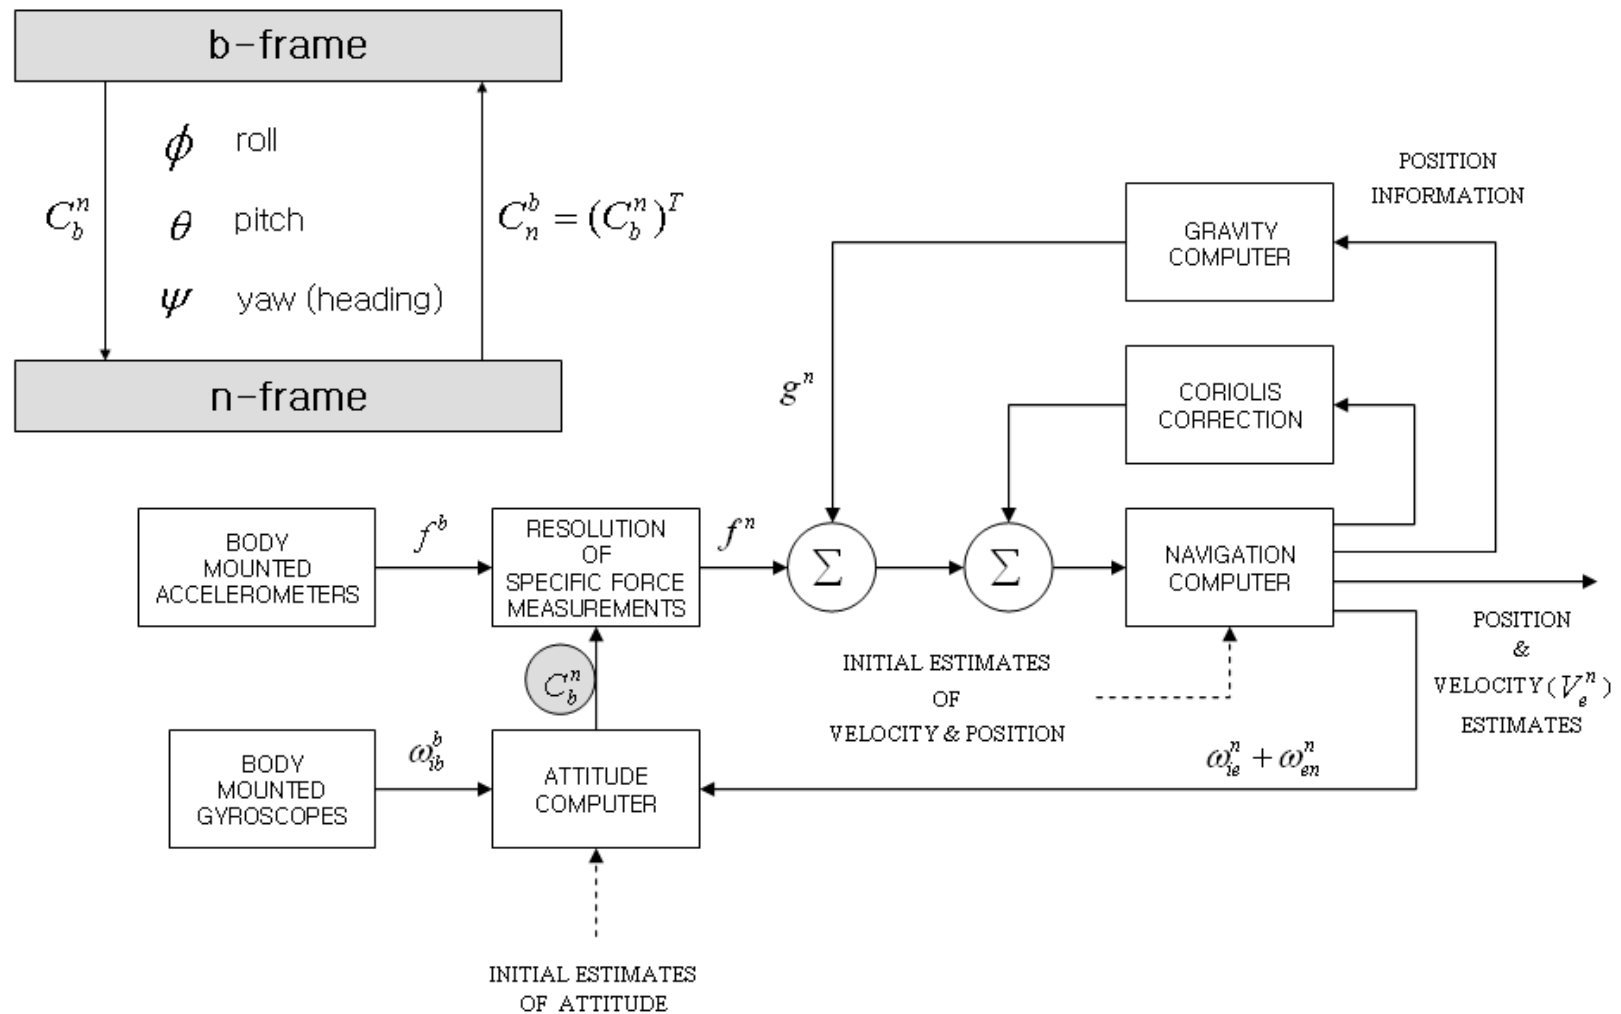 b-frame
ϕ roll
θ pitch
ψ yaw (heading)
C_b^n
C_n^b = (C_b^n)^T
n-frame
POSITION
INFORMATION
GRAVITY
COMPUTER
g^n
CORIOLIS
CORRECTION
BODY
MOUNTED
ACCELEROMETERS
f^b
RESOLUTION
OF
SPECIFIC FORCE
MEASUREMENTS
f^n
Σ
Σ
NAVIGATION
COMPUTER
POSITION
&
VELOCITY (V_e^n)
ESTIMATES
INITIAL ESTIMATES
OF
VELOCITY & POSITION
C_b^n
BODY
MOUNTED
GYROSCOPES
ω_ib^b
ATTITUDE
COMPUTER
ω_ie^n + ω_en^n
INITIAL ESTIMATES
OF ATTITUDE